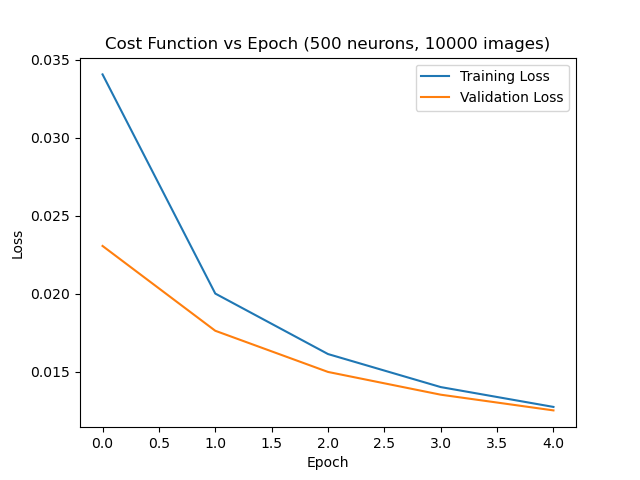 Cost Function vs Epoch (500 neurons, 10000 images)
Training Loss
Validation Loss
0.035
0.030
0.025
0.020
0.015
Loss
0.0 0.5 1.0 1.5 2.0 2.5 3.0 3.5 4.0
Epoch